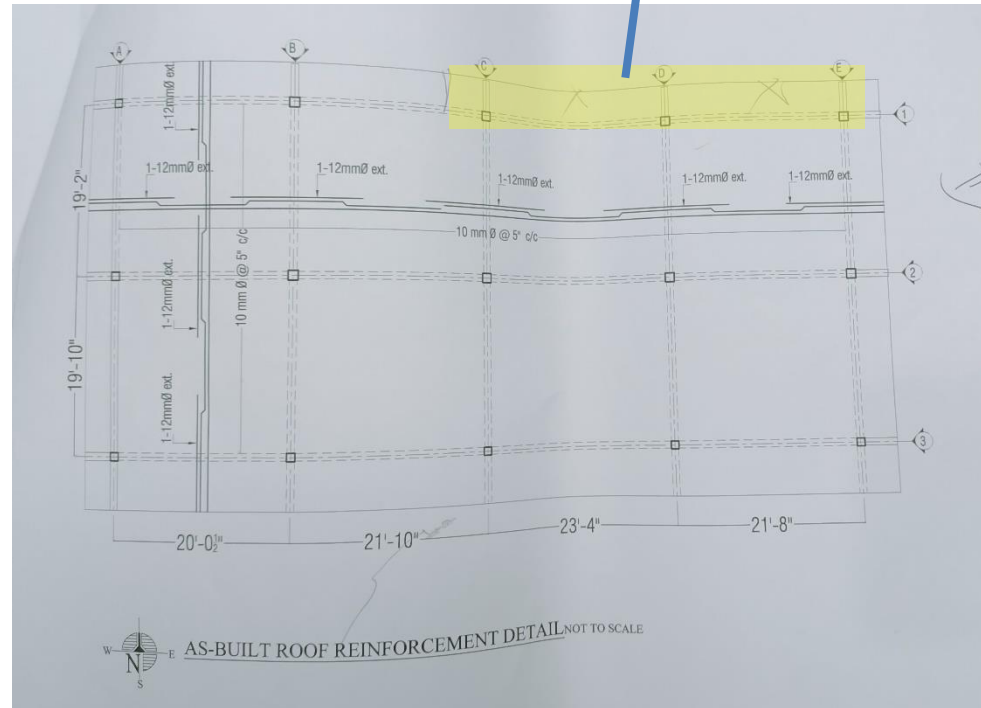 A
B
C
D
E
1
1-12mmØ ext.
19'-2"
1-12mmØ ext.
1-12mmØ ext.
1-12mmØ ext.
1-12mmØ ext.
1-12mmØ ext.
10 mm Ø @ 5" c/c
10 mm Ø @ 5" c/c
2
1-12mmØ ext.
19'-10"
1-12mmØ ext.
3
20'-0½"
21'-10"
23'-4"
21'-8"
W
N
E
S
AS-BUILT ROOF REINFORCEMENT DETAIL NOT TO SCALE